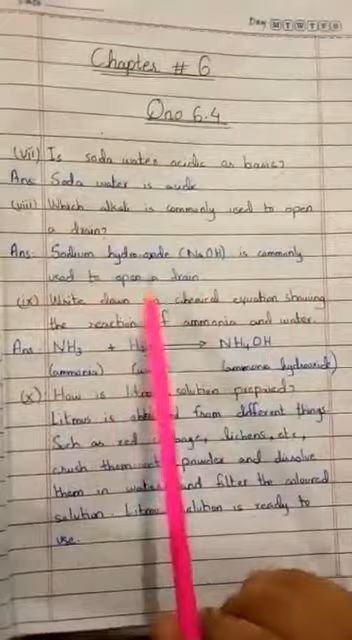 Day M T W T F S
Chapter # 6
Qno 6.4
(vii) Is soda water acidic or basic?
Ans Soda water is acidic
(viii) Which alkali is commonly used to open
a drain?
Ans: Sodium hydroxide (NaOH) is commonly
used to open a drain
(ix) Write down a chemical equation showing
the reaction of ammonia and water.
Ans NH₃ + → NH₄OH
(ammonia) (ammonia hydroxide)
(x) How is litmus solution prepared?
Litmus is from different things
Such as red lichens, etc,
crush them powder and dissolve
them in water and filter the coloured
solution. Litmus solution is ready to
use.